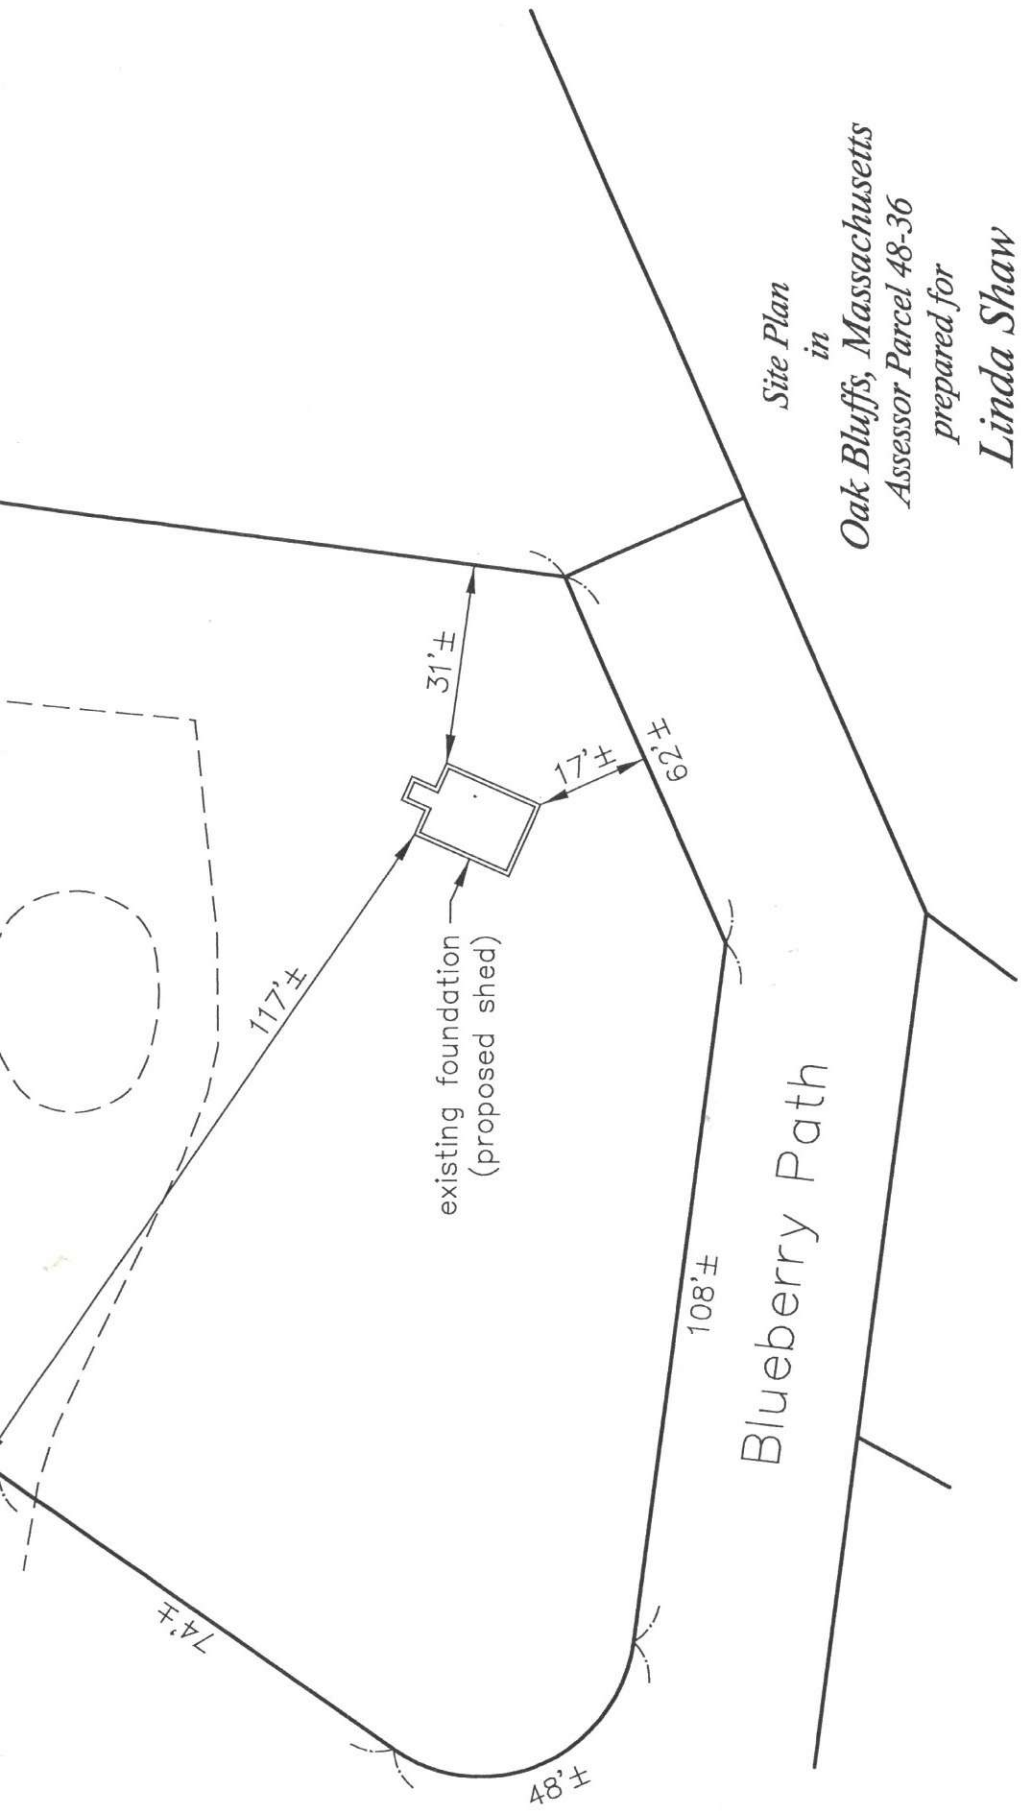 117'±
31'±
existing foundation
(proposed shed)
17'±
62'±
74'±
108'±
48'±
Blueberry Path
Site Plan
in
Oak Bluffs, Massachusetts
Assessor Parcel 48-36
prepared for
Linda Shaw